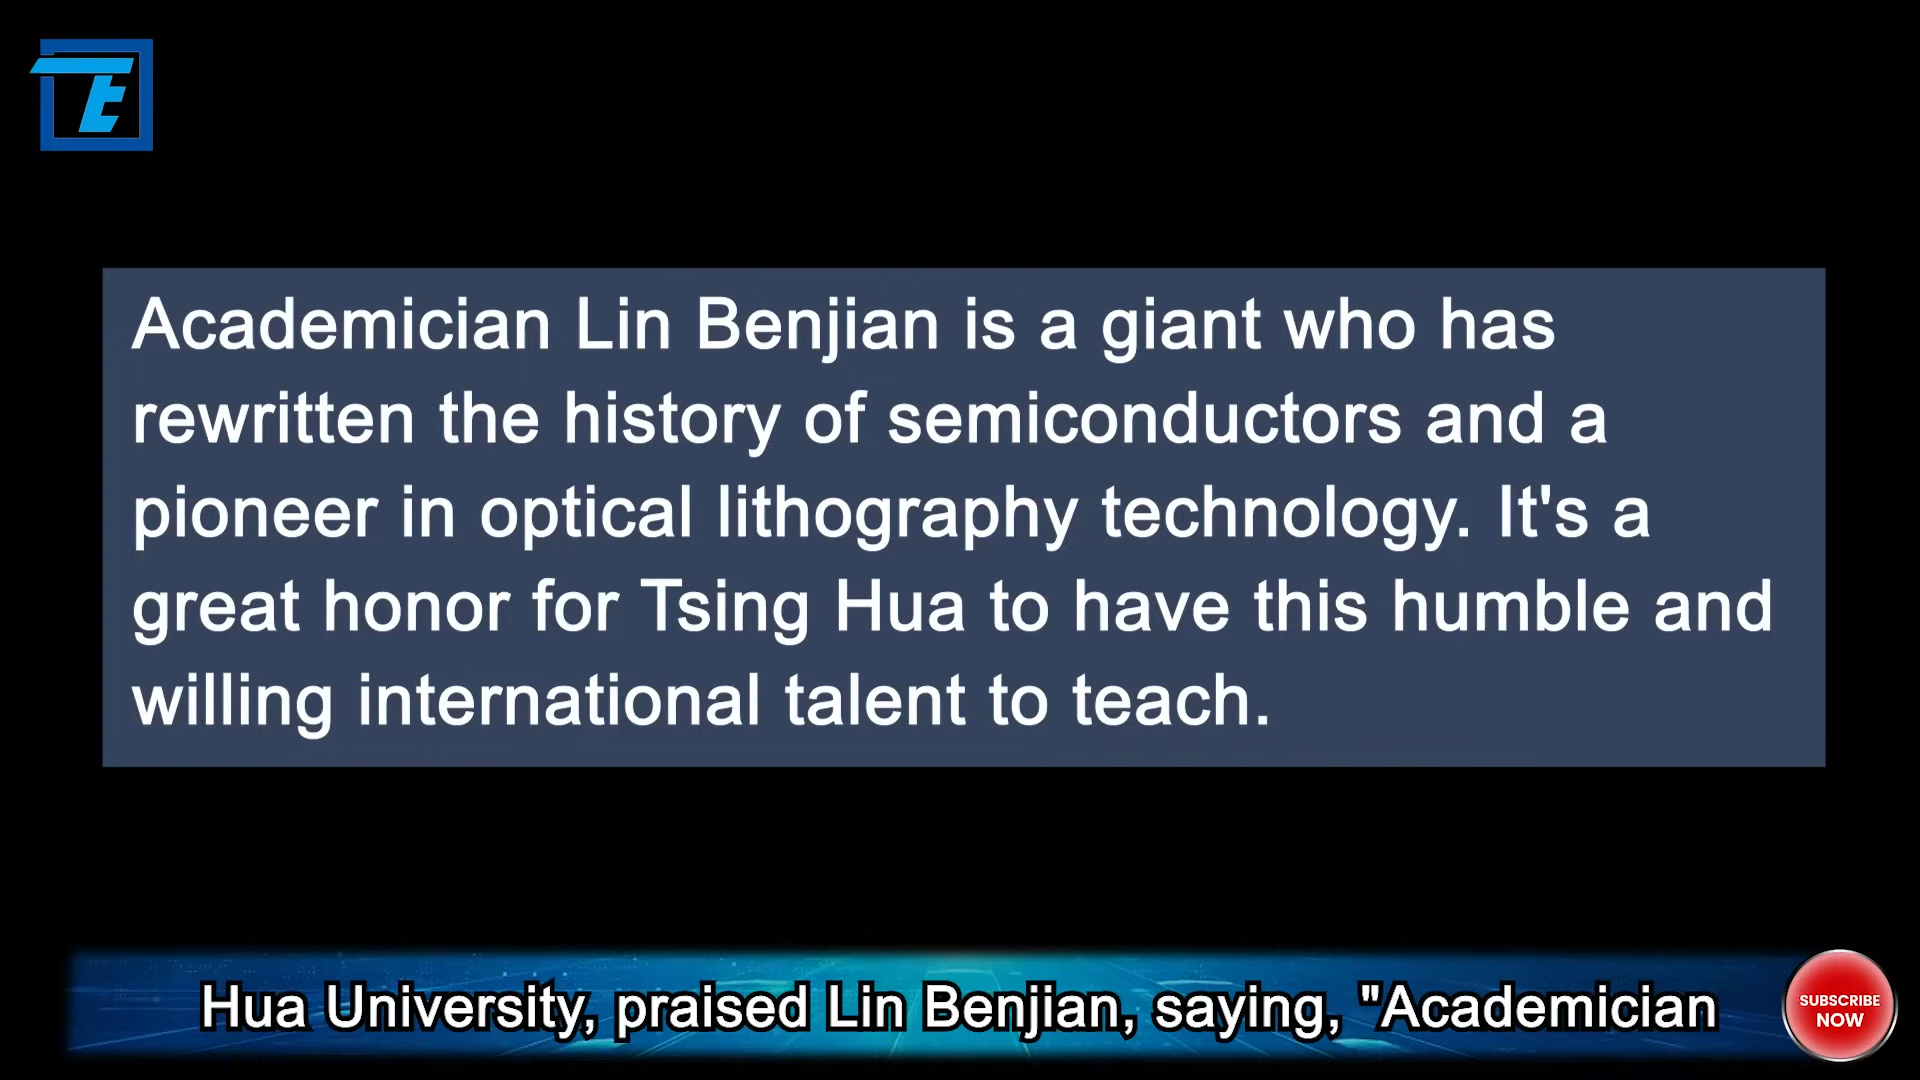 TE
Academician Lin Benjian is a giant who has
rewritten the history of semiconductors and a
pioneer in optical lithography technology. It's a
great honor for Tsing Hua to have this humble and
willing international talent to teach.
Hua University, praised Lin Benjian, saying, "Academician
SUBSCRIBE
NOW